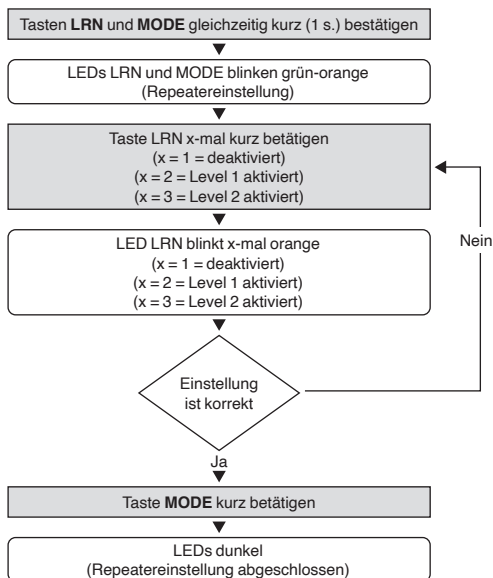 Tasten LRN und MODE gleichzeitig kurz (1 s.) bestätigen
LEDs LRN und MODE blinken grün-orange
(Repeatereinstellung)
Taste LRN x-mal kurz betätigen
(x = 1 = deaktiviert)
(x = 2 = Level 1 aktiviert)
(x = 3 = Level 2 aktiviert)
Nein
LED LRN blinkt x-mal orange
(x = 1 = deaktiviert)
(x = 2 = Level 1 aktiviert)
(x = 3 = Level 2 aktiviert)
Einstellung
ist korrekt
Ja
Taste MODE kurz betätigen
LEDs dunkel
(Repeatereinstellung abgeschlossen)